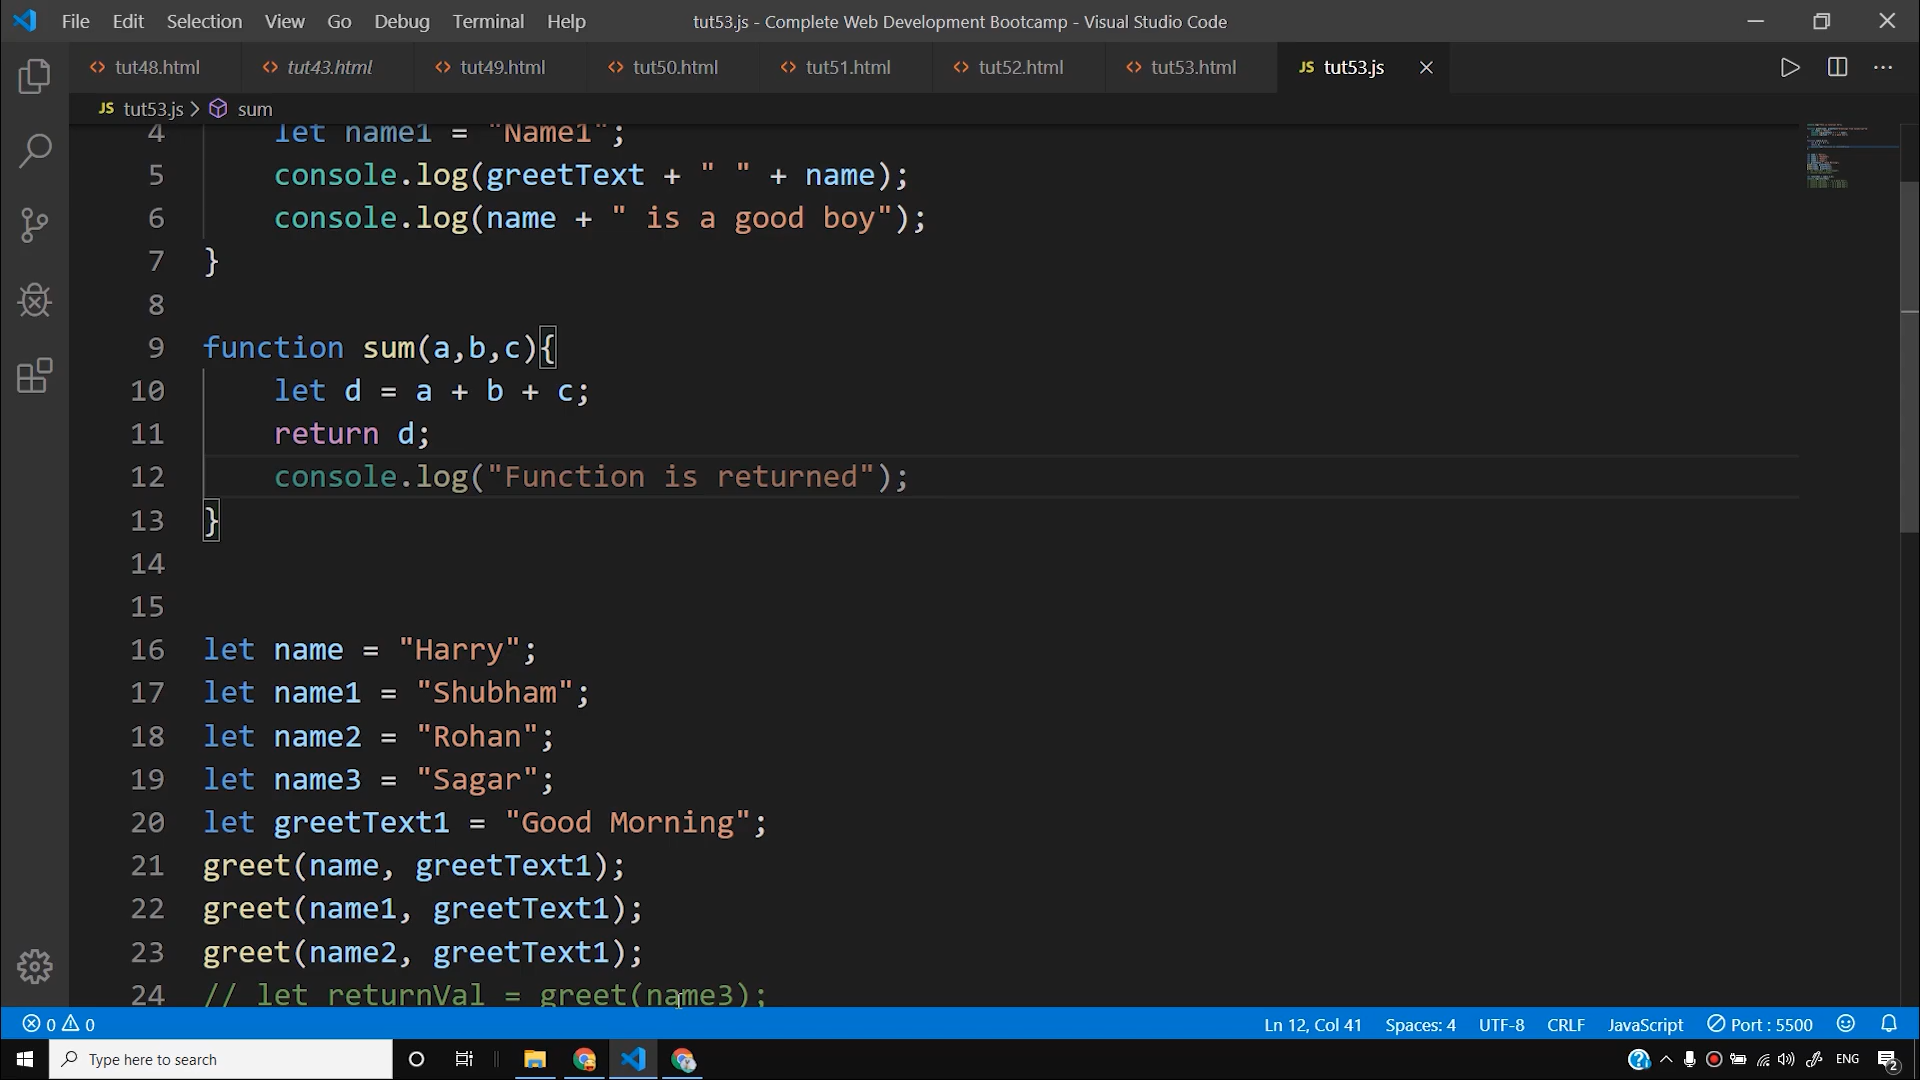 File Edit Selection View Go Debug Terminal Help tut53.js - Complete Web Development Bootcamp - Visual Studio Code
tut48.html tut43.html tut49.html tut50.html tut51.html tut52.html tut53.html JS tut53.js
JS tut53.js > sum
4 let name1 = "Name1";
5 console.log(greetText + " " + name);
6 console.log(name + " is a good boy");
7 }
8
9 function sum(a,b,c){
10 let d = a + b + c;
11 return d;
12 console.log("Function is returned");
13 }
14
15
16 let name = "Harry";
17 let name1 = "Shubham";
18 let name2 = "Rohan";
19 let name3 = "Sagar";
20 let greetText1 = "Good Morning";
21 greet(name, greetText1);
22 greet(name1, greetText1);
23 greet(name2, greetText1);
24 // let returnVal = greet(name3);
0 0 Ln 12, Col 41 Spaces: 4 UTF-8 CRLF JavaScript Port : 5500
Type here to search ENG 2